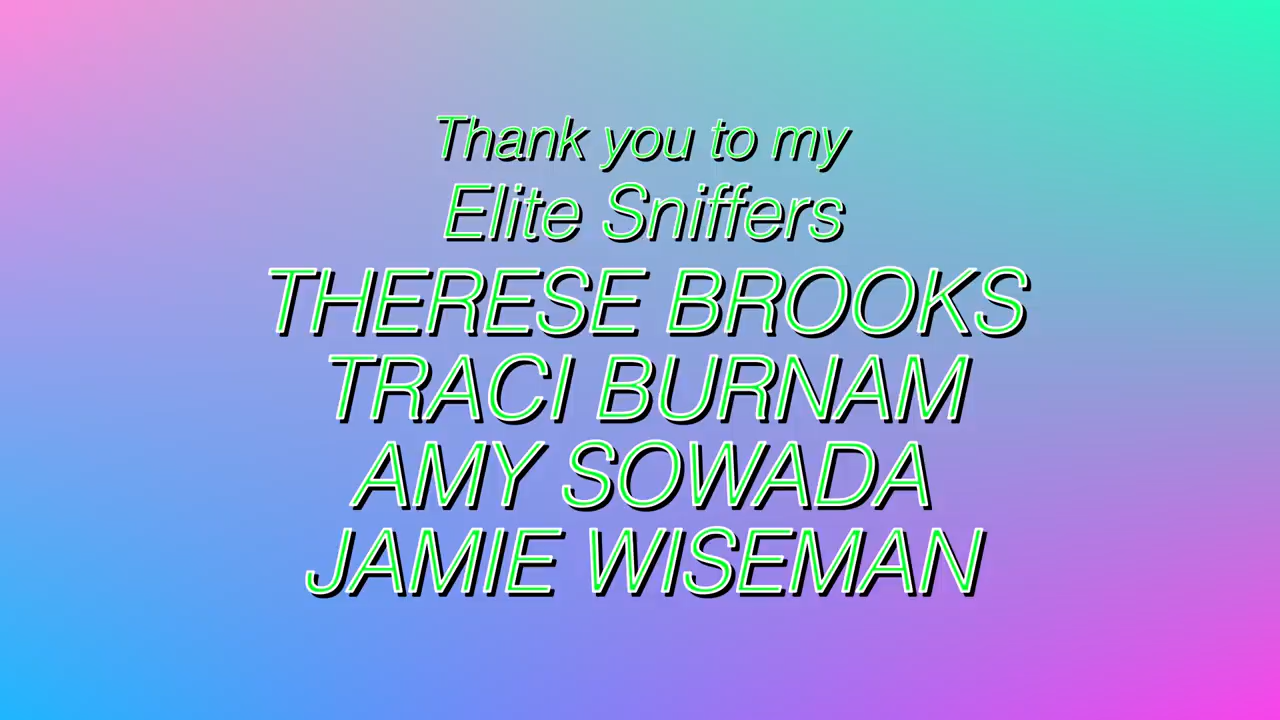 Thank you to my
Elite Sniffers
THERESE BROOKS
TRACI BURNAM
AMY SOWADA
JAMIE WISEMAN